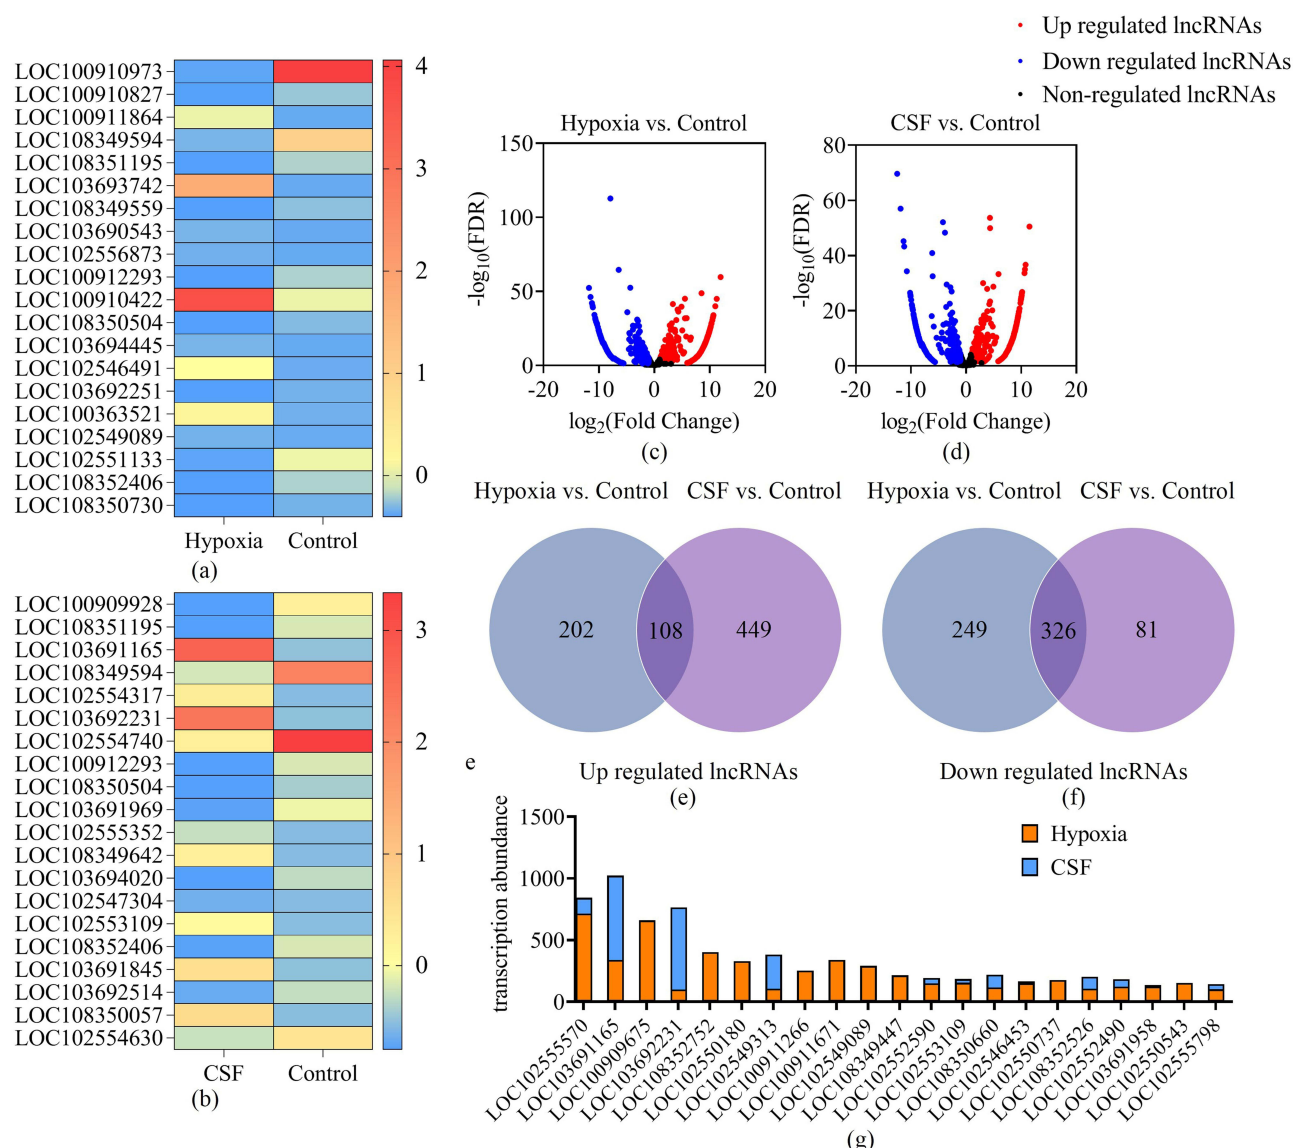 Up regulated lncRNAs
Down regulated lncRNAs
Non-regulated lncRNAs
LOC100910973
LOC100910827
LOC100911864
LOC108349594
LOC108351195
LOC103693742
LOC108349559
LOC103690543
LOC102556873
LOC100912293
LOC100910422
LOC108350504
LOC103694445
LOC102546491
LOC103692251
LOC100363521
LOC102549089
LOC102551133
LOC108352406
LOC108350730
4
3
2
1
0
Hypoxia Control
(a)
Hypoxia vs. Control
-log10(FDR)
150
100
50
0
-20 -10 0 10 20
log2(Fold Change)
(c)
CSF vs. Control
-log10(FDR)
80
60
40
20
0
-20 -10 0 10 20
log2(Fold Change)
(d)
LOC100909928
LOC108351195
LOC103691165
LOC108349594
LOC102554317
LOC103692231
LOC102554740
LOC100912293
LOC108350504
LOC103691969
LOC102555352
LOC108349642
LOC103694020
LOC102547304
LOC102553109
LOC108352406
LOC103691845
LOC103692514
LOC108350057
LOC102554630
3
2
1
0
CSF Control
(b)
Hypoxia vs. Control CSF vs. Control
202 108 449
e
Up regulated lncRNAs
(e)
Hypoxia vs. Control CSF vs. Control
249 326 81
Down regulated lncRNAs
(f)
transcription abundance
1500
1000
500
0
Hypoxia
CSF
LOC102555570
LOC103691165
LOC100909675
LOC103692231
LOC108352752
LOC102550180
LOC102549313
LOC100911266
LOC100911671
LOC102549089
LOC108349447
LOC102552590
LOC102553109
LOC108350660
LOC102546453
LOC102550737
LOC108352526
LOC102552490
LOC103691958
LOC102550543
LOC102555798
(g)